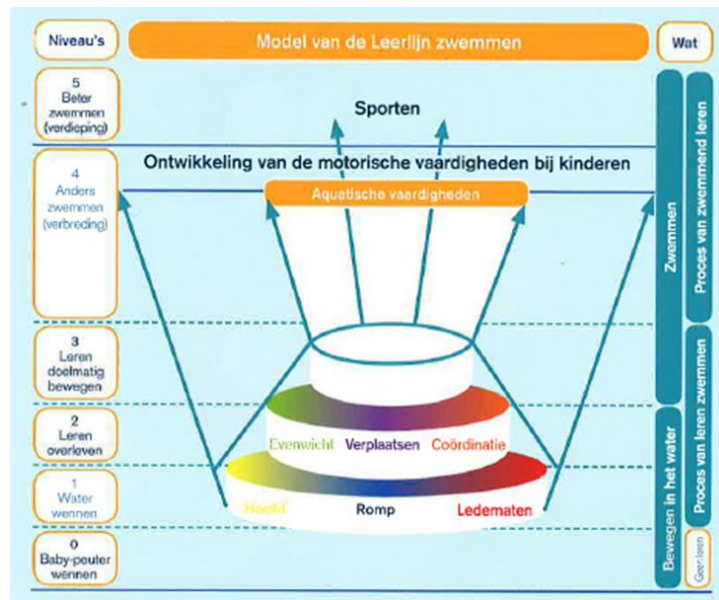 Niveau's
Model van de Leerlijn zwemmen
Wat
5
Beter
zwemmen
(verdieping)
Sporten
4
Anders
zwemmen
(verbreding)
Ontwikkeling van de motorische vaardigheden bij kinderen
Aquatische vaardigheden
3
Leren
doelmatig
bewegen
2
Leren
overleven
Evenwicht Verplaatsen Coördinatie
1
Water
wennen
Hoofd Romp Ledematen
0
Baby-peuter
wennen
Zwemmen
Bewegen in het water
Proces van zwemmend leren
Proces van leren zwemmen
Geen leren